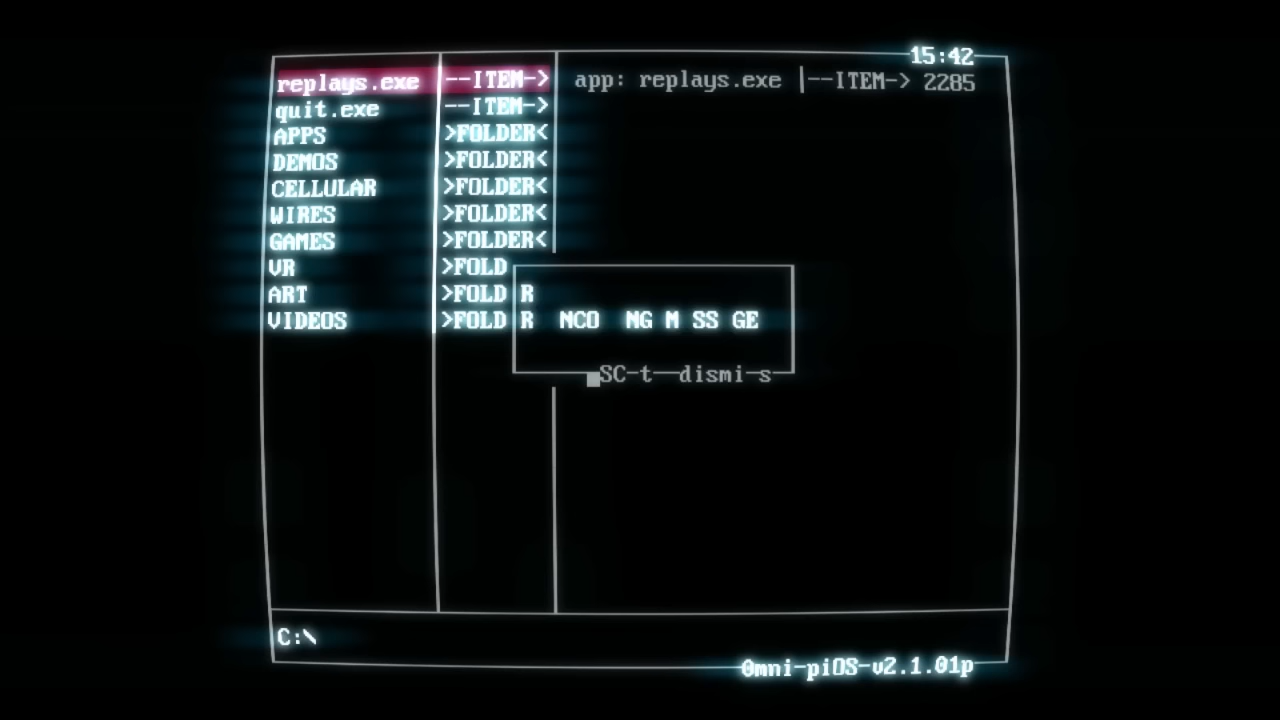 15:42
replays.exe --ITEM-> app: replays.exe |--ITEM-> 2285
quit.exe --ITEM->
APPS >FOLDER<
DEMOS >FOLDER<
CELLULAR >FOLDER<
WIRES >FOLDER<
GAMES >FOLDER<
VR >FOLD
ART >FOLD R
VIDEOS >FOLD R NCO NG M SS GE
SC-t--dismi-s
C:\
Omni-piOS-v2.1.01p